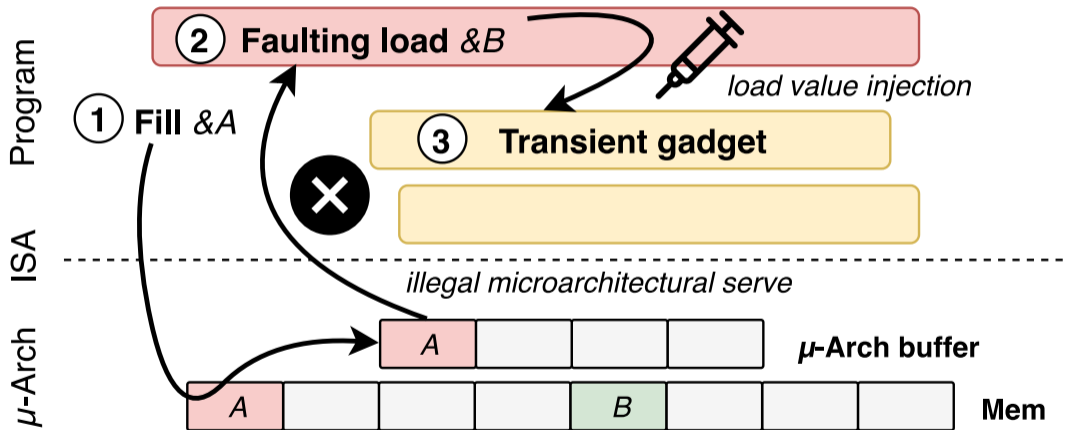 Program
2 Faulting load &B
load value injection
1 Fill &A
3 Transient gadget
ISA
illegal microarchitectural serve
μ-Arch
A
μ-Arch buffer
A
B
Mem